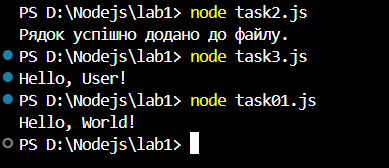 PS D:\Nodejs\lab1> node task2.js
Рядок успішно додано до файлу.
PS D:\Nodejs\lab1> node task3.js
Hello, User!
PS D:\Nodejs\lab1> node task01.js
Hello, World!
PS D:\Nodejs\lab1>